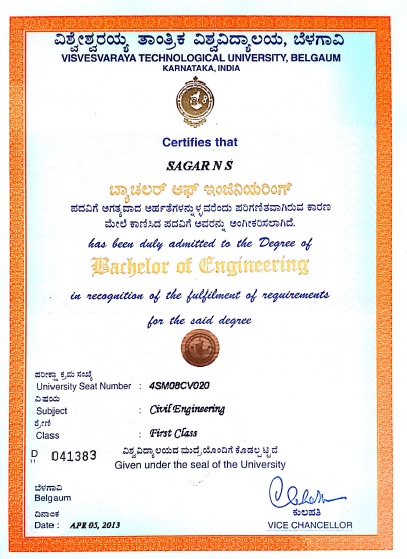 ವಿಶ್ವೇಶ್ವರಯ್ಯ ತಾಂತ್ರಿಕ ವಿಶ್ವವಿದ್ಯಾಲಯ, ಬೆಳಗಾವಿ
VISVESVARAYA TECHNOLOGICAL UNIVERSITY, BELGAUM
KARNATAKA, INDIA
Certifies that
SAGAR N S
ಬ್ಯಾಚಲರ್ ಆಫ್ ಇಂಜಿನಿಯರಿಂಗ್
ಪದವಿಗೆ ಅಗತ್ಯವಾದ ಅರ್ಹತೆಗಳನ್ನುಳ್ಳವರೆಂದು ಪರಿಗಣಿತವಾಗಿರುವ ಕಾರಣ
ಮೇಲೆ ಕಾಣಿಸಿದ ಪದವಿಗೆ ಅವರನ್ನು ಅಂಗೀಕರಿಸಲಾಗಿದೆ.
has been duly admitted to the Degree of
Bachelor of Engineering
in recognition of the fulfilment of requirements
for the said degree
ಪರೀಕ್ಷಾ ಕ್ರಮ ಸಂಖ್ಯೆ
University Seat Number : 4SM08CV020
ವಿಷಯ
Subject : Civil Engineering
ಶ್ರೇಣಿ
Class : First Class
D 11 041383
ವಿಶ್ವವಿದ್ಯಾಲಯದ ಮುದ್ರೆಯೊಂದಿಗೆ ಕೊಡಲ್ಪಟ್ಟಿದೆ
Given under the seal of the University
ಬೆಳಗಾವಿ
Belgaum
ದಿನಾಂಕ
Date : APR 05, 2013
ಕುಲಪತಿ
VICE CHANCELLOR